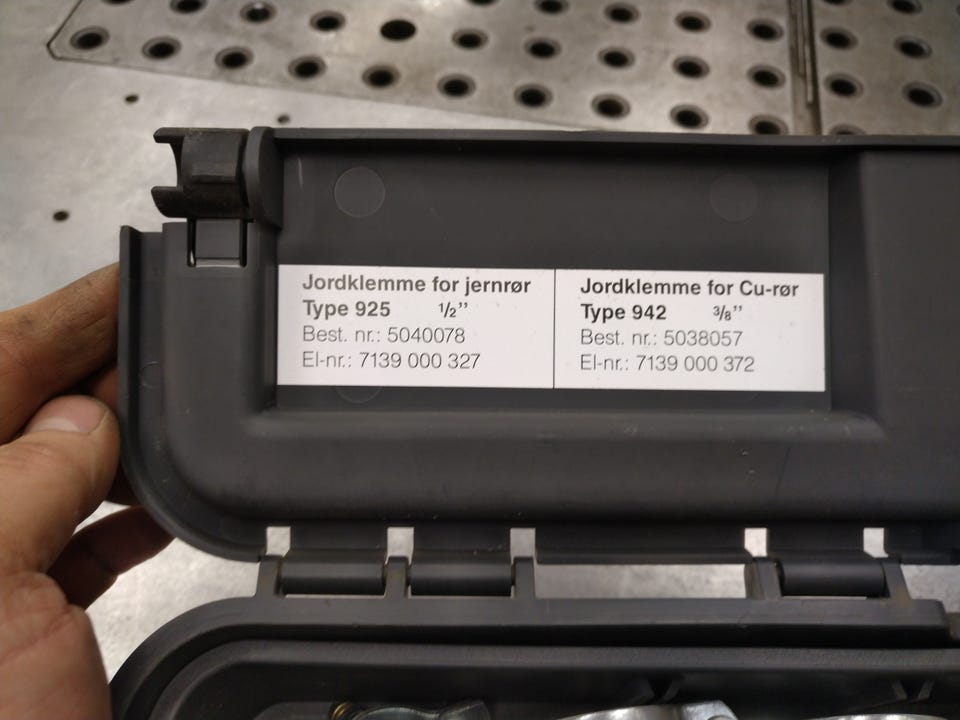 Jordklemme for jernrør
Type 925 1/2”
Best. nr.: 5040078
El-nr.: 7139 000 327
Jordklemme for Cu-rør
Type 942 3/8”
Best. nr.: 5038057
El-nr.: 7139 000 372